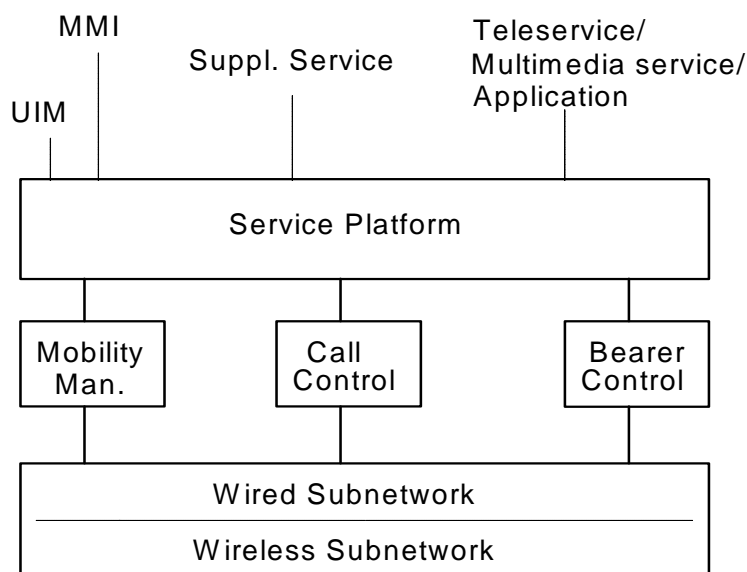 MMI
Suppl. Service
Teleservice/
Multimedia service/
Application
UIM
Service Platform
Mobility
Man.
Call
Control
Bearer
Control
Wired Subnetwork
Wireless Subnetwork